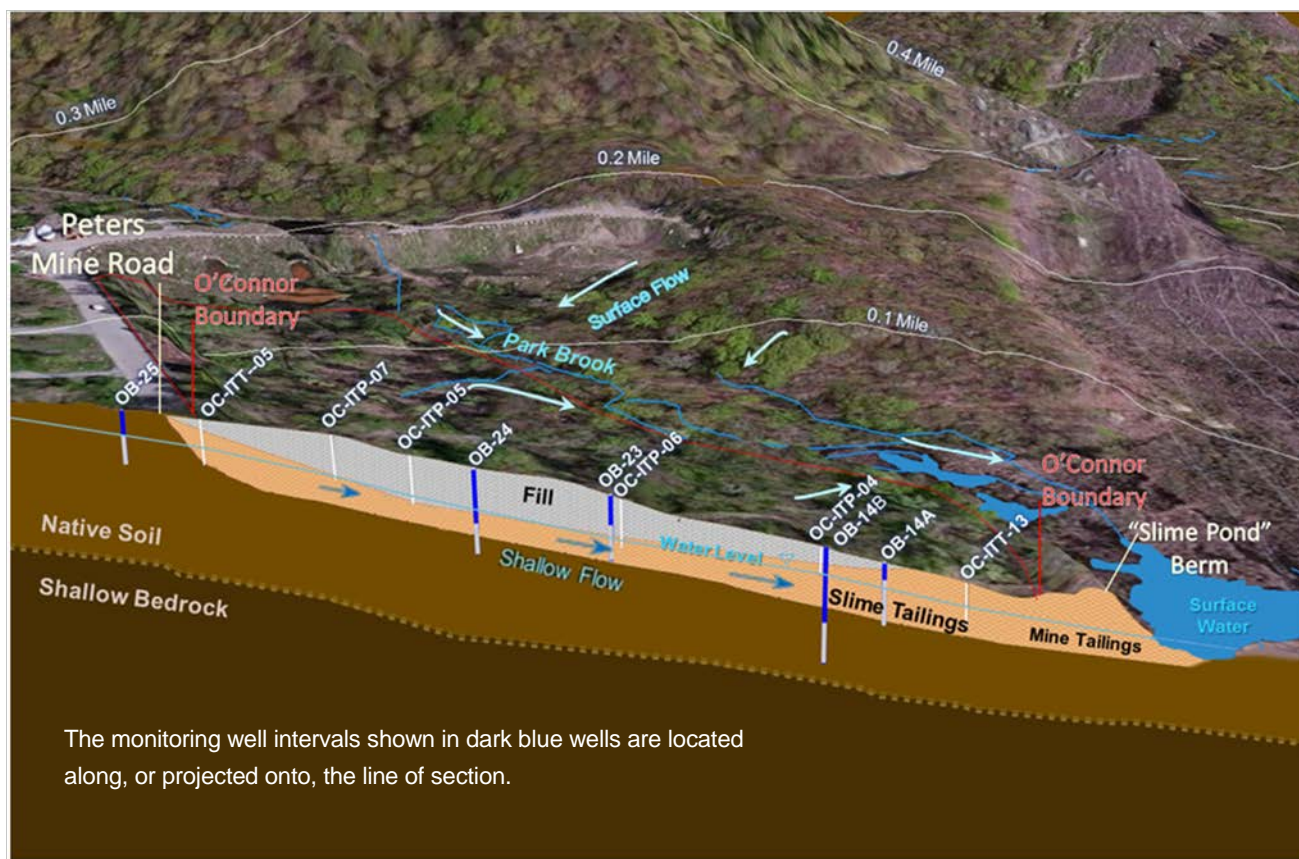 0.4 Mile
0.3 Mile
0.2 Mile
Peters
Mine Road
O'Connor
Boundary
Surface Flow
Park Brook
0.1 Mile
OB-25
OC-ITT--05
OC-ITP-07
OC-ITP-05
OB-24
OB-23
OC-ITP-06
OC-ITP-04
OB-14B
OB-14A
OC-ITT-13
O'Connor
Boundary
"Slime Pond"
Berm
Fill
Water Level
Shallow Flow
Slime Tailings
Mine Tailings
Surface
Water
Native Soil
Shallow Bedrock
The monitoring well intervals shown in dark blue wells are located
along, or projected onto, the line of section.